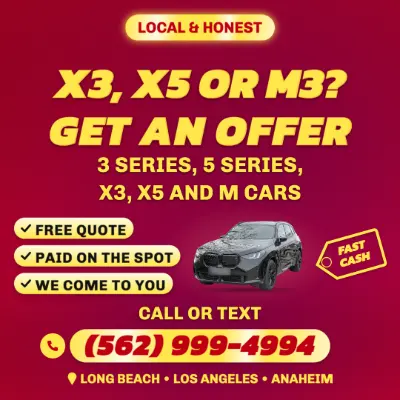 LOCAL & HONEST
X3, X5 OR M3?
GET AN OFFER
3 SERIES, 5 SERIES,
X3, X5 AND M CARS
FREE QUOTE
PAID ON THE SPOT
WE COME TO YOU
FAST
CASH
CALL OR TEXT
(562) 999-4994
LONG BEACH • LOS ANGELES • ANAHEIM